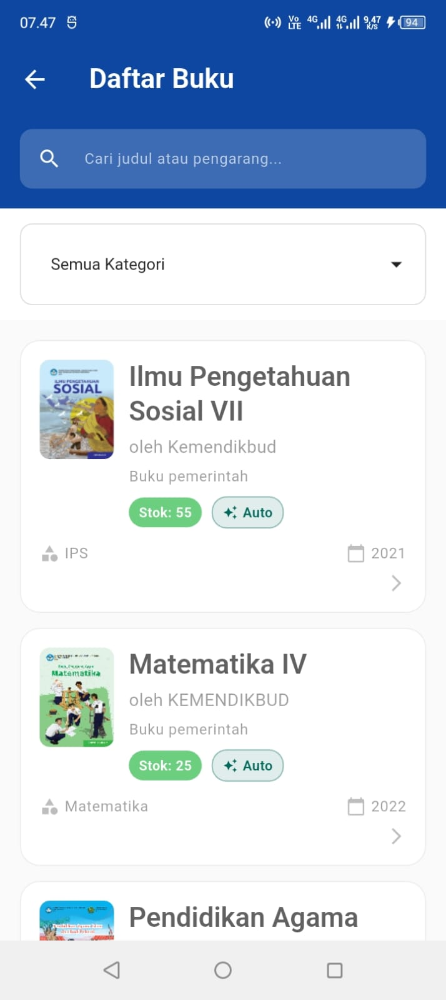 07.47
Vo LTE 4G 4G 9,47 K/S 94
Daftar Buku
Cari judul atau pengarang...
Semua Kategori
ILMU PENGETAHUAN
SOSIAL
Ilmu Pengetahuan
Sosial VII
oleh Kemendikbud
Buku pemerintah
Stok: 55
Auto
IPS
2021
Matematika
Matematika IV
oleh KEMENDIKBUD
Buku pemerintah
Stok: 25
Auto
Matematika
2022
Pendidikan Agama